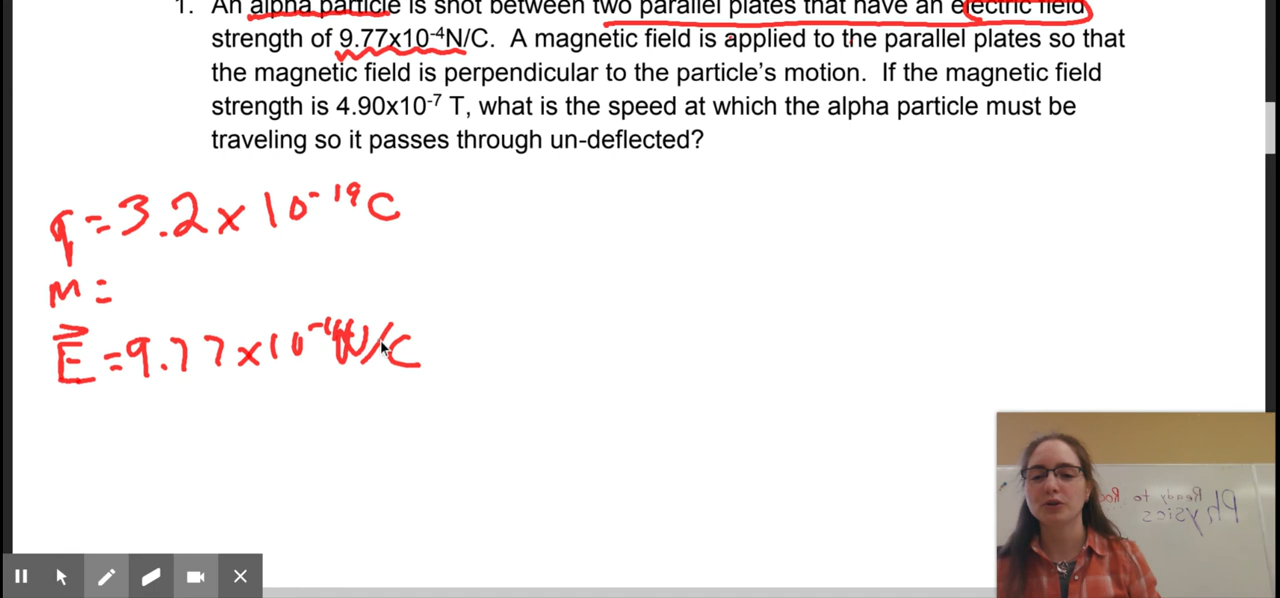 1. An alpha particle is shot between two parallel plates that have an electric field
strength of 9.77x10⁻⁴N/C. A magnetic field is applied to the parallel plates so that
the magnetic field is perpendicular to the particle's motion. If the magnetic field
strength is 4.90x10⁻⁷ T, what is the speed at which the alpha particle must be
traveling so it passes through un-deflected?
q = 3.2 x 10⁻¹⁹ C
m =
E = 9.77 x 10 N/C
Ready to
Physics